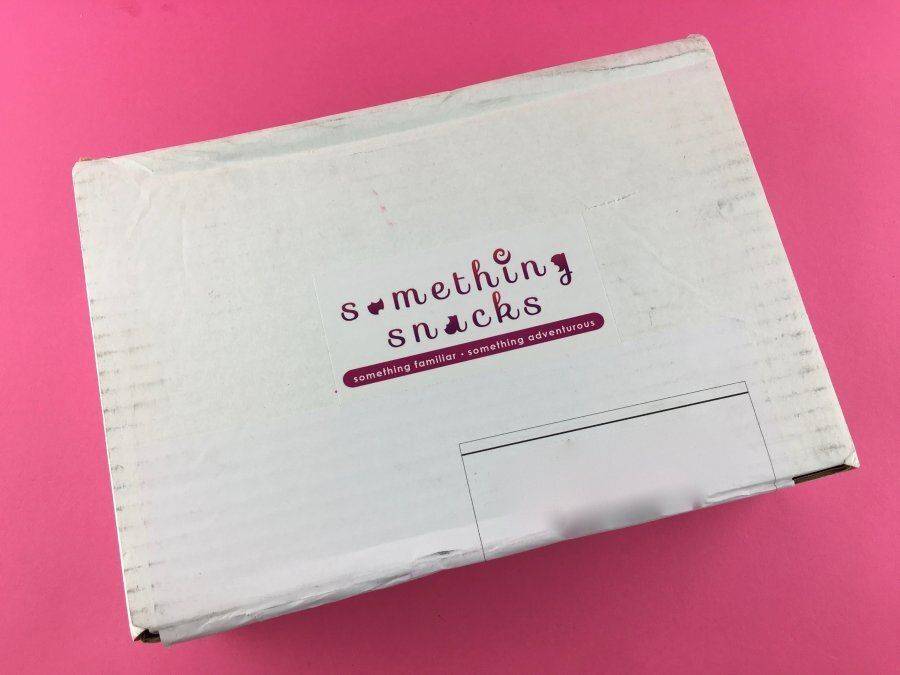 something
snacks
something familiar • something adventurous